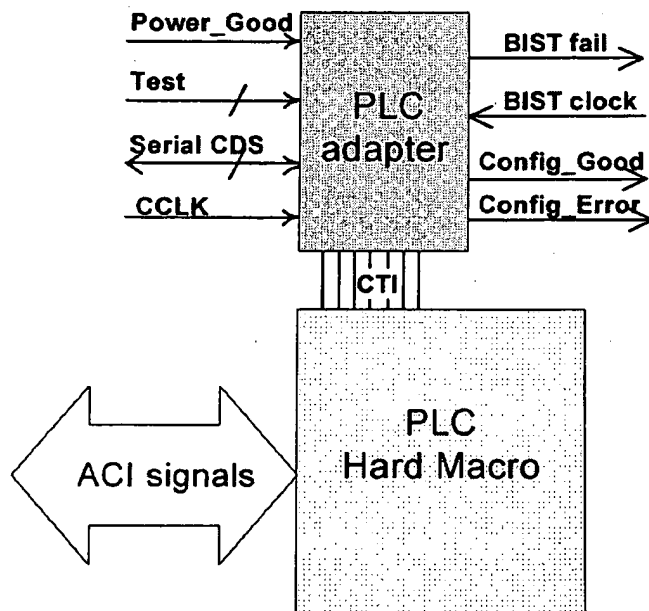 Power_Good
BIST fail
Test
PLC
adapter
BIST clock
Serial CDS
Config_Good
CCLK
Config_Error
CTI
PLC
Hard Macro
ACI signals